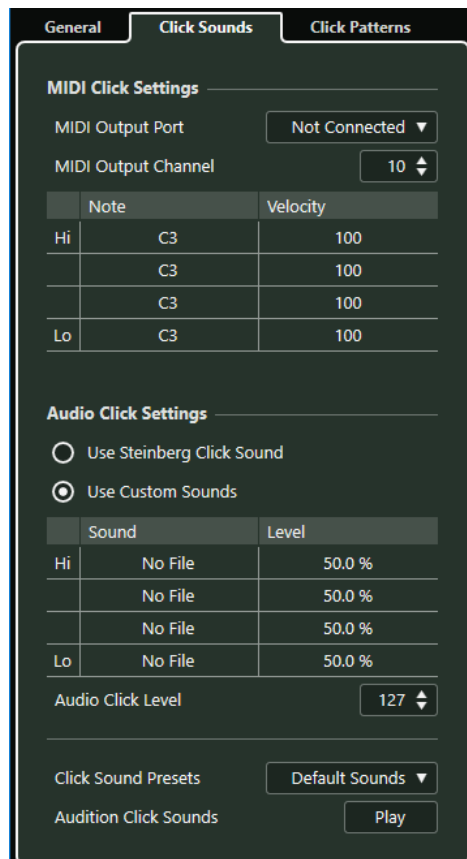 General Click Sounds Click Patterns
MIDI Click Settings
MIDI Output Port Not Connected
MIDI Output Channel 10
Note Velocity
Hi C3 100
C3 100
C3 100
Lo C3 100
Audio Click Settings
Use Steinberg Click Sound
Use Custom Sounds
Sound Level
Hi No File 50.0 %
No File 50.0 %
No File 50.0 %
Lo No File 50.0 %
Audio Click Level 127
Click Sound Presets Default Sounds
Audition Click Sounds Play